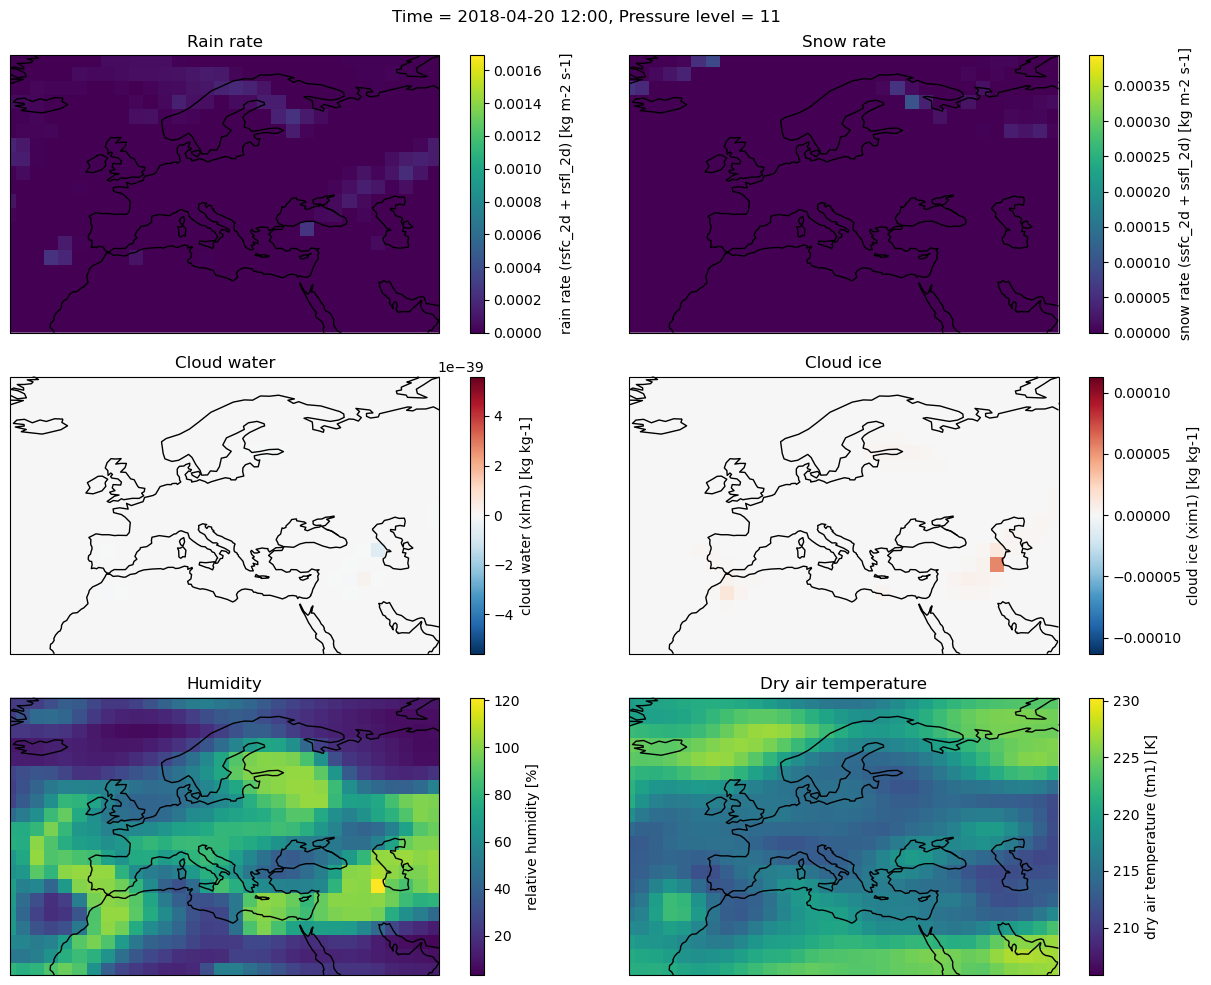 Time = 2018-04-20 12:00, Pressure level = 11
Rain rate
0.0016
0.0014
0.0012
0.0010
0.0008
0.0006
0.0004
0.0002
0.0000
rain rate (rsfc_2d + rsfl_2d) [kg m-2 s-1]
Snow rate
0.00035
0.00030
0.00025
0.00020
0.00015
0.00010
0.00005
0.00000
snow rate (ssfc_2d + ssfl_2d) [kg m-2 s-1]
Cloud water
1e−39
4
2
0
−2
−4
cloud water (xlm1) [kg kg-1]
Cloud ice
0.00010
0.00005
0.00000
−0.00005
−0.00010
cloud ice (xim1) [kg kg-1]
Humidity
120
100
80
60
40
20
relative humidity [%]
Dry air temperature
230
225
220
215
210
dry air temperature (tm1) [K]